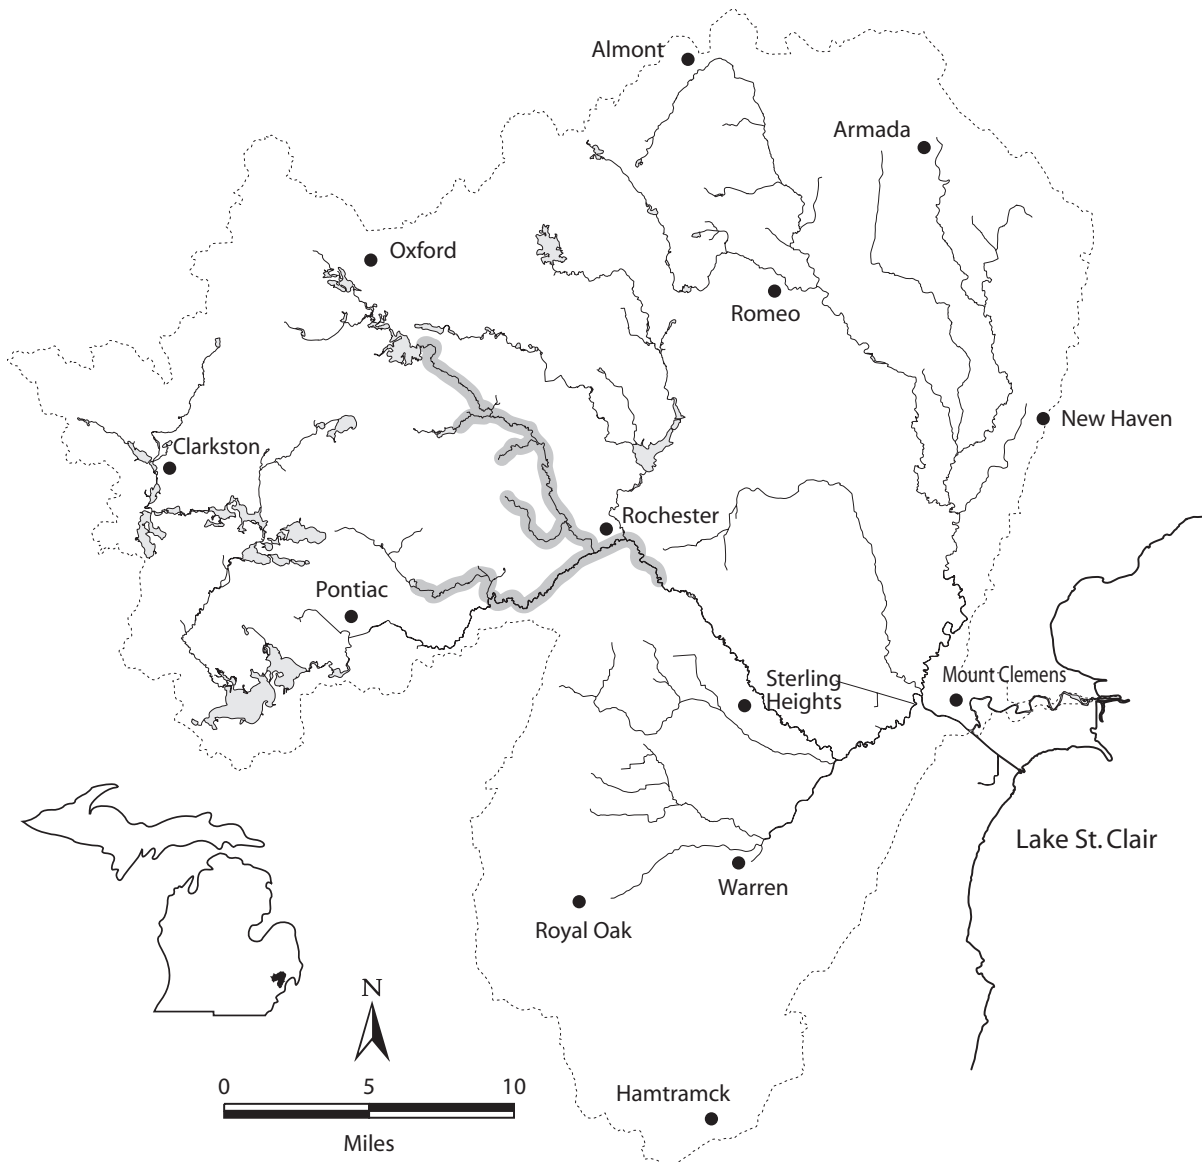 Almont
Armada
Oxford
Romeo
New Haven
Clarkston
Rochester
Pontiac
Sterling
Heights
Mount Clemens
Lake St. Clair
Warren
Royal Oak
N
0 5 10
Miles
Hamtramck